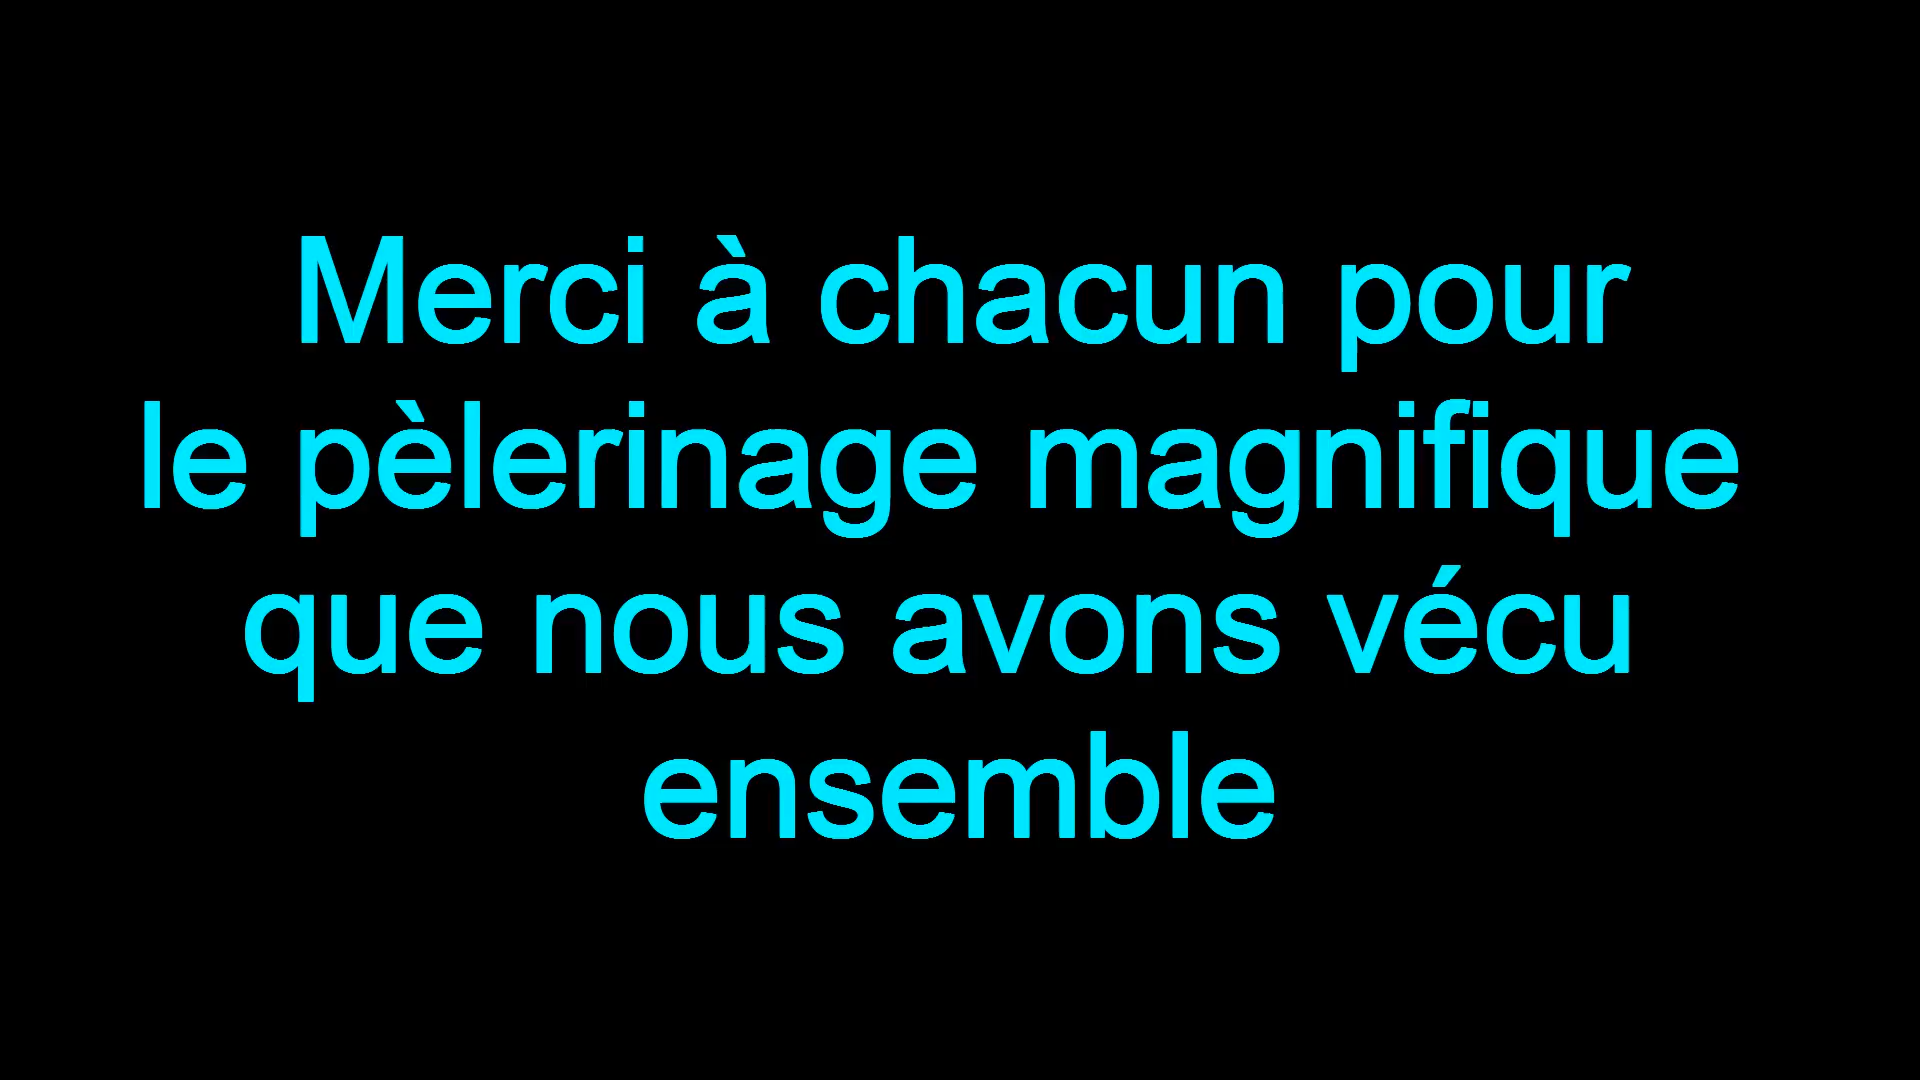 Merci à chacun pour
le pèlerinage magnifique
que nous avons vécu
ensemble